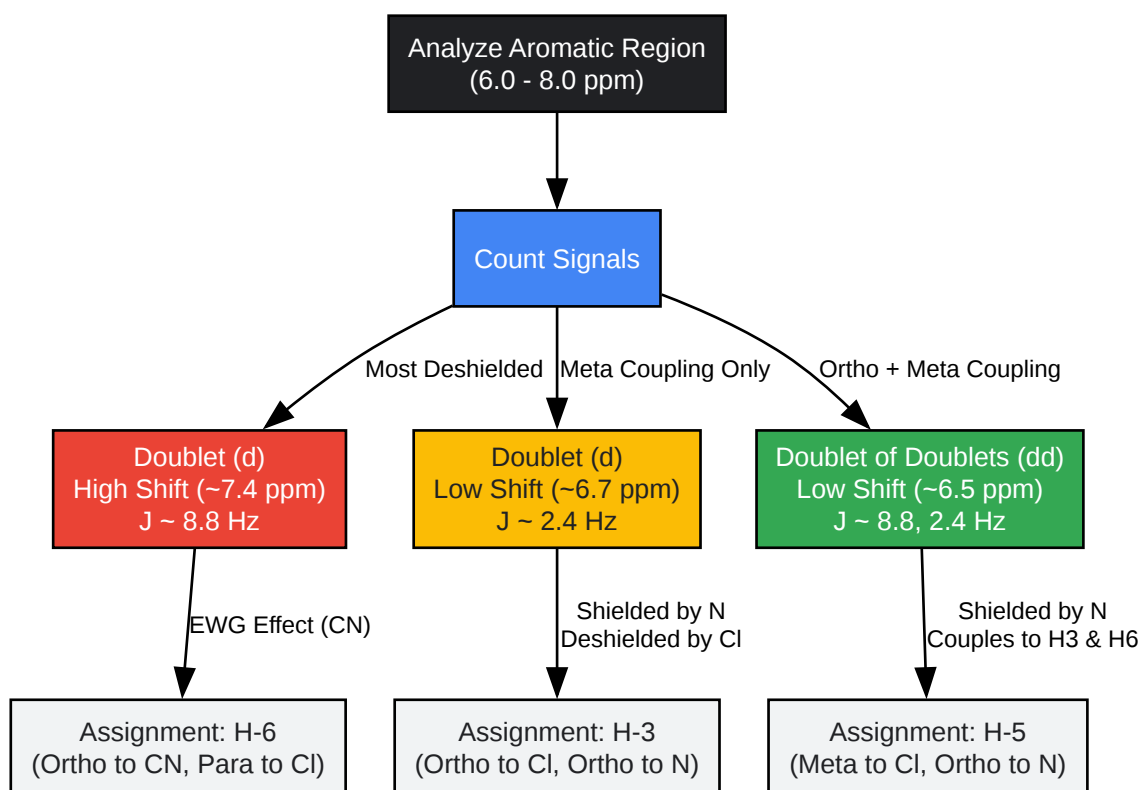 Analyze Aromatic Region
(6.0 - 8.0 ppm)
Count Signals
Most Deshielded
Meta Coupling Only
Ortho + Meta Coupling
Doublet (d)
High Shift (~7.4 ppm)
J ~ 8.8 Hz
Doublet (d)
Low Shift (~6.7 ppm)
J ~ 2.4 Hz
Doublet of Doublets (dd)
Low Shift (~6.5 ppm)
J ~ 8.8, 2.4 Hz
EWG Effect (CN)
Shielded by N
Deshielded by Cl
Shielded by N
Couples to H3 & H6
Assignment: H-6
(Ortho to CN, Para to Cl)
Assignment: H-3
(Ortho to Cl, Ortho to N)
Assignment: H-5
(Meta to Cl, Ortho to N)